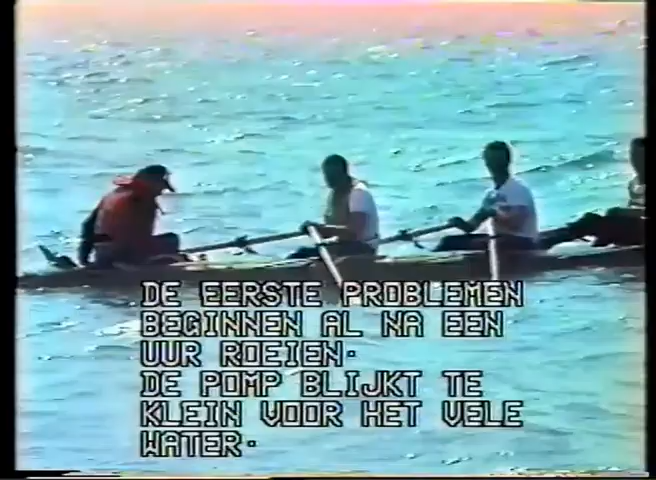 DE EERSTE PROBLEMEN
BEGINNEN AL NA EEN
UUR ROEIEN.
DE POMP BLIJKT TE
KLEIN VOOR HET VELE
WATER.